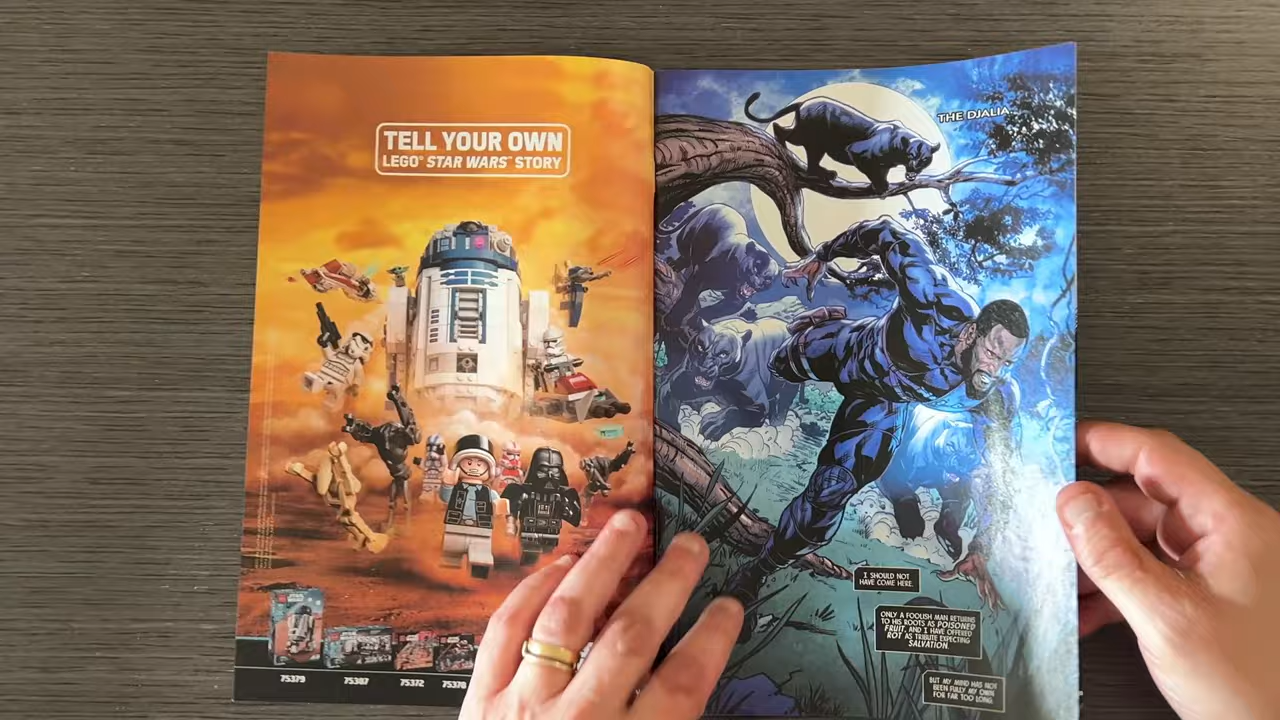 TELL YOUR OWN
LEGO® STAR WARS™ STORY
75379
75387
75372
75370
THE DJALIA
I SHOULD NOT
HAVE COME HERE.
ONLY A FOOLISH MAN RETURNS
TO HIS ROOTS AS POISONED
FRUIT, AND I HAVE OFFERED
ROT AS TRIBUTE EXPECTING
SALVATION.
BUT MY MIND HAS NOT
BEEN FULLY MY OWN
FOR FAR TOO LONG.